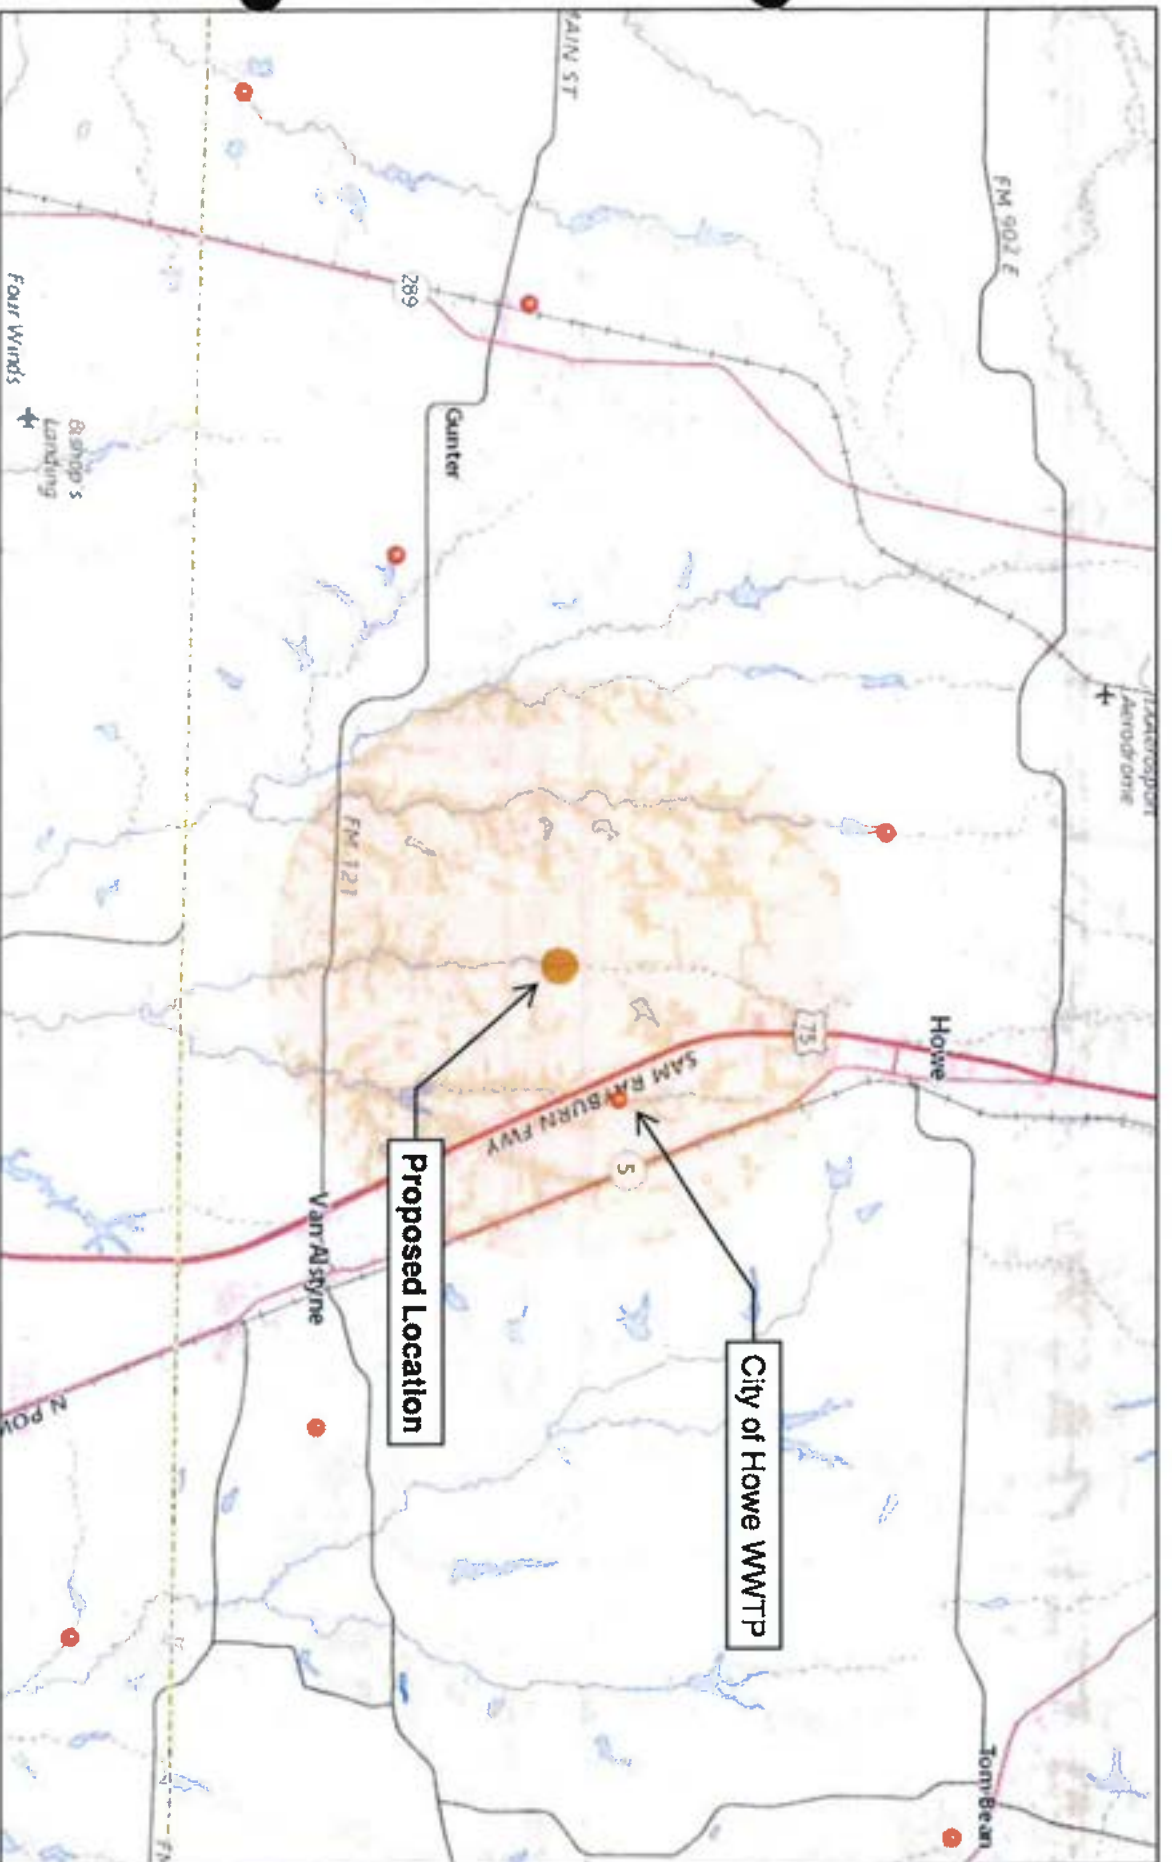 MAIN ST
FM 902 E
289
Four Winds
Bishop's
Landing
Gunter
Aerodrome
FM 121
75
Howe
SAM RAYBURN FWY
5
Proposed Location
City of Howe WWTP
Van Alstyne
Tom Bean